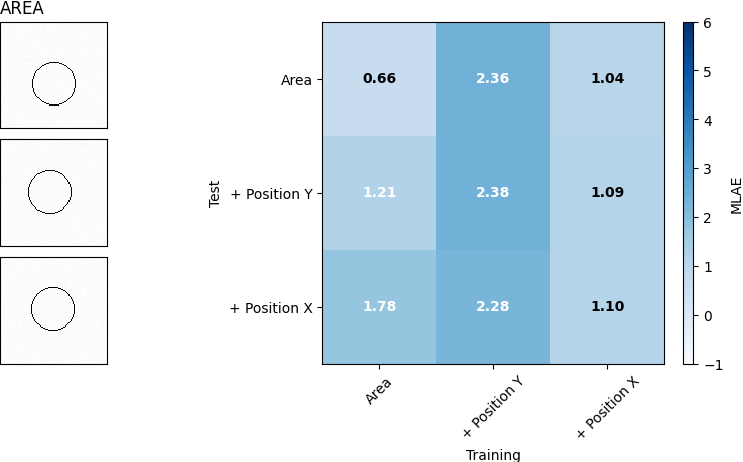 AREA
Test
Area
+ Position Y
+ Position X
0.66 2.36 1.04
1.21 2.38 1.09
1.78 2.28 1.10
Area
+ Position Y
+ Position X
Training
6
5
4
3
2
1
0
−1
MLAE